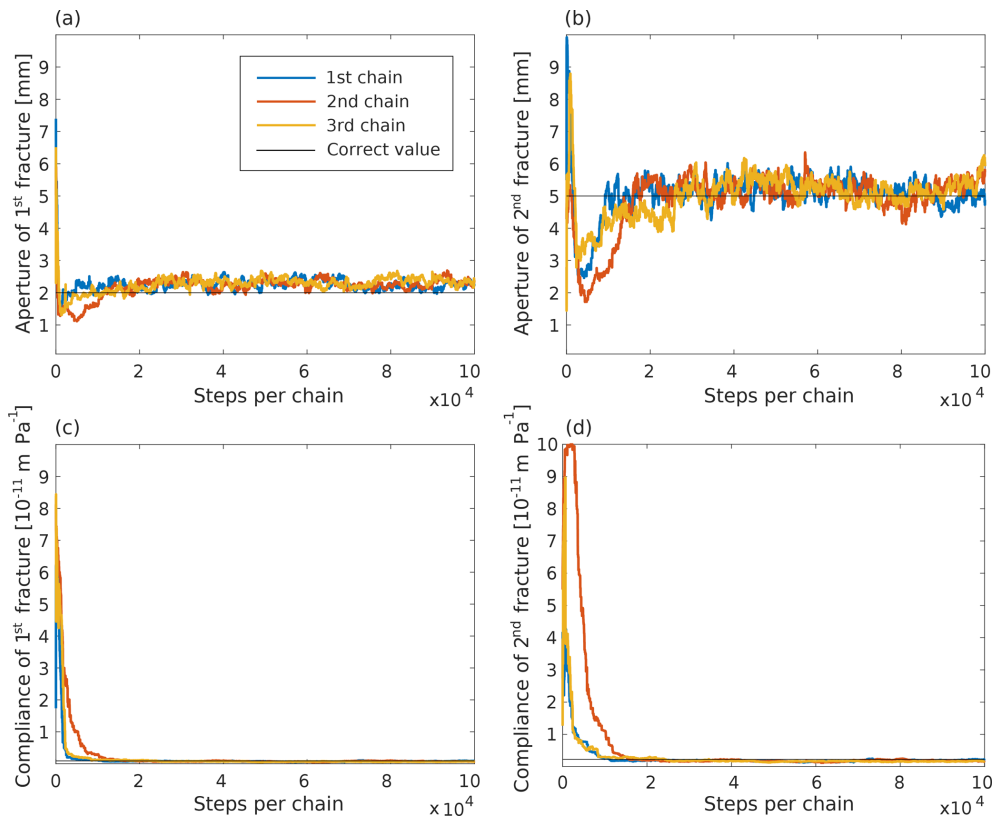 (a)
Aperture of 1st fracture [mm]
9
8
7
6
5
4
3
2
1
1st chain
2nd chain
3rd chain
Correct value
0 2 4 6 8 10
Steps per chain
x10^4
(b)
Aperture of 2nd fracture [mm]
9
8
7
6
5
4
3
2
1
0 2 4 6 8 10
Steps per chain
x10^4
(c)
Compliance of 1st fracture [10^-11 m Pa^-1]
9
8
7
6
5
4
3
2
1
0 2 4 6 8 10
Steps per chain
x10^4
(d)
Compliance of 2nd fracture [10^-11 m Pa^-1]
10
9
8
7
6
5
4
3
2
1
0 2 4 6 8 10
Steps per chain
x10^4